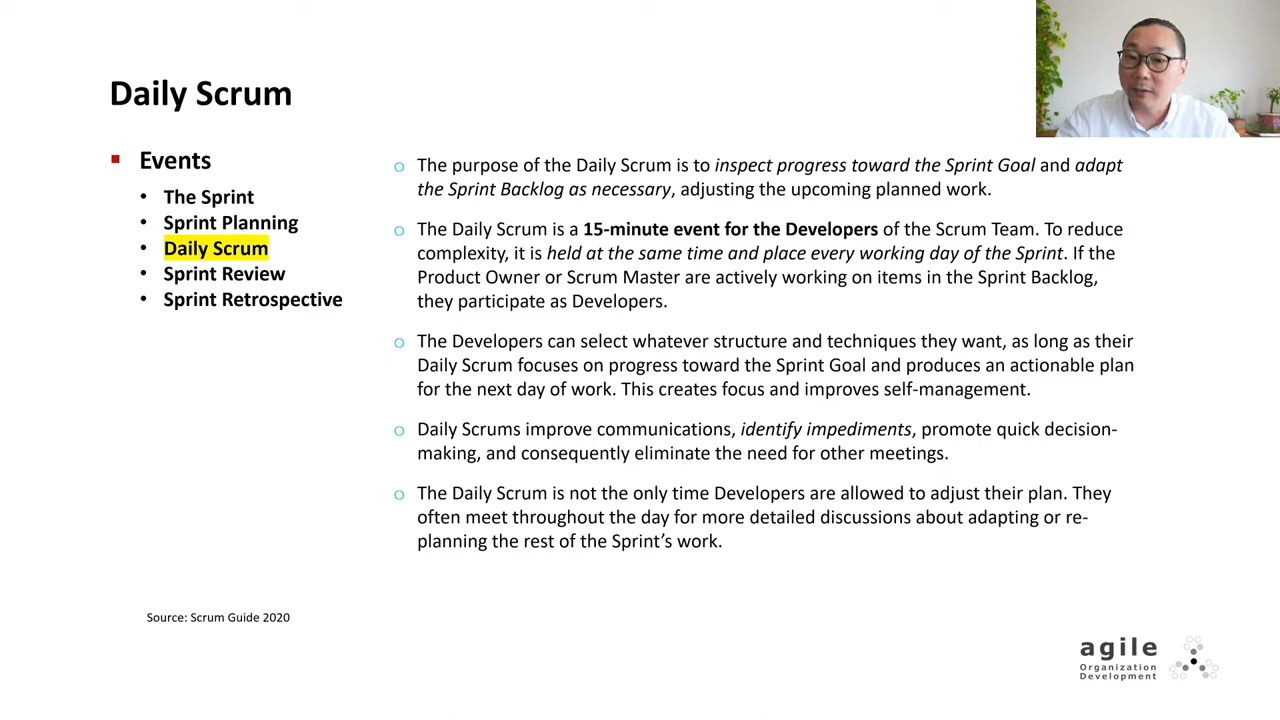 Daily Scrum
Events
The Sprint
Sprint Planning
Daily Scrum
Sprint Review
Sprint Retrospective
The purpose of the Daily Scrum is to inspect progress toward the Sprint Goal and adapt
the Sprint Backlog as necessary, adjusting the upcoming planned work.
The Daily Scrum is a 15-minute event for the Developers of the Scrum Team. To reduce
complexity, it is held at the same time and place every working day of the Sprint. If the
Product Owner or Scrum Master are actively working on items in the Sprint Backlog,
they participate as Developers.
The Developers can select whatever structure and techniques they want, as long as their
Daily Scrum focuses on progress toward the Sprint Goal and produces an actionable plan
for the next day of work. This creates focus and improves self-management.
Daily Scrums improve communications, identify impediments, promote quick decision-
making, and consequently eliminate the need for other meetings.
The Daily Scrum is not the only time Developers are allowed to adjust their plan. They
often meet throughout the day for more detailed discussions about adapting or re-
planning the rest of the Sprint’s work.
Source: Scrum Guide 2020
agile
Organization
Development